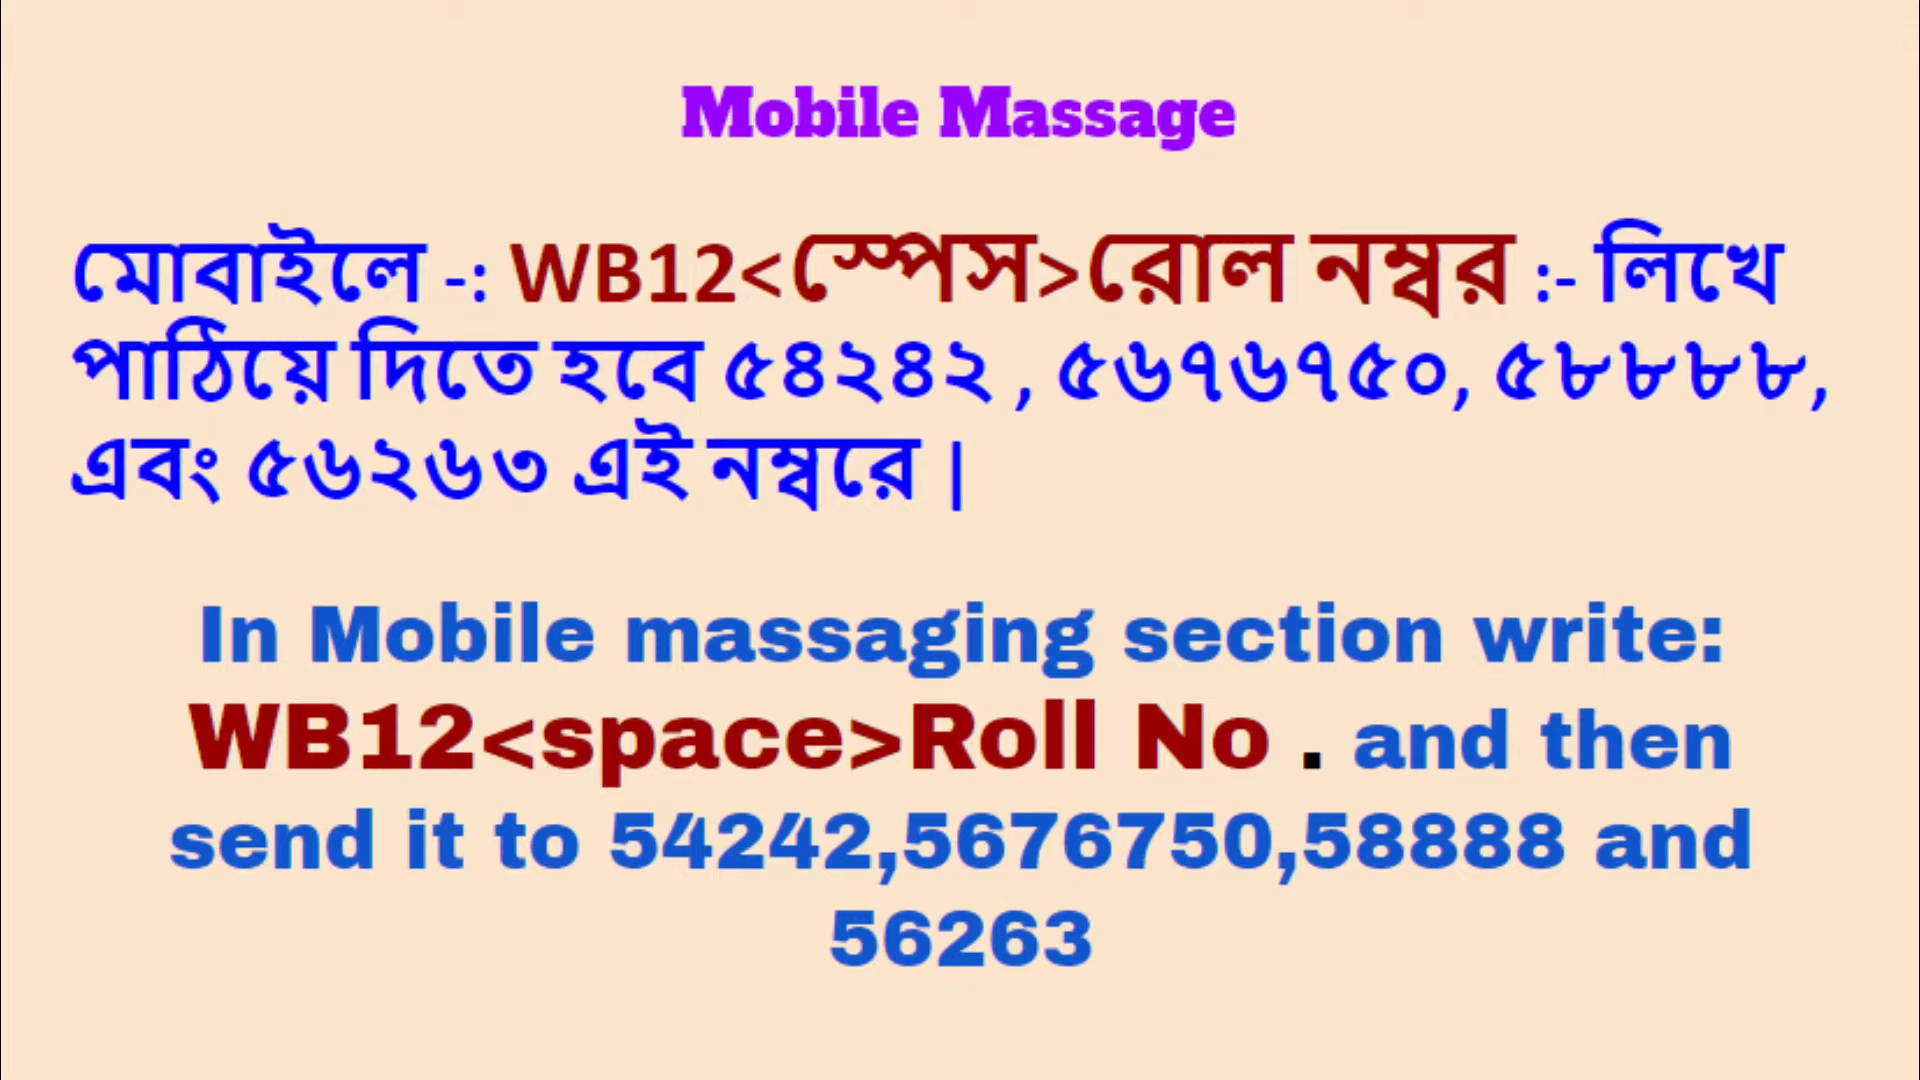 Mobile Massage
মোবাইলে -: WB12<স্পেস>রোল নম্বর :- লিখে
পাঠিয়ে দিতে হবে ৫৪২৪২ , ৫৬৭৬৭৫০, ৫৮৮৮৮,
এবং ৫৬২৬৩ এই নম্বরে |
In Mobile massaging section write:
WB12<space>Roll No . and then
send it to 54242,5676750,58888 and
56263